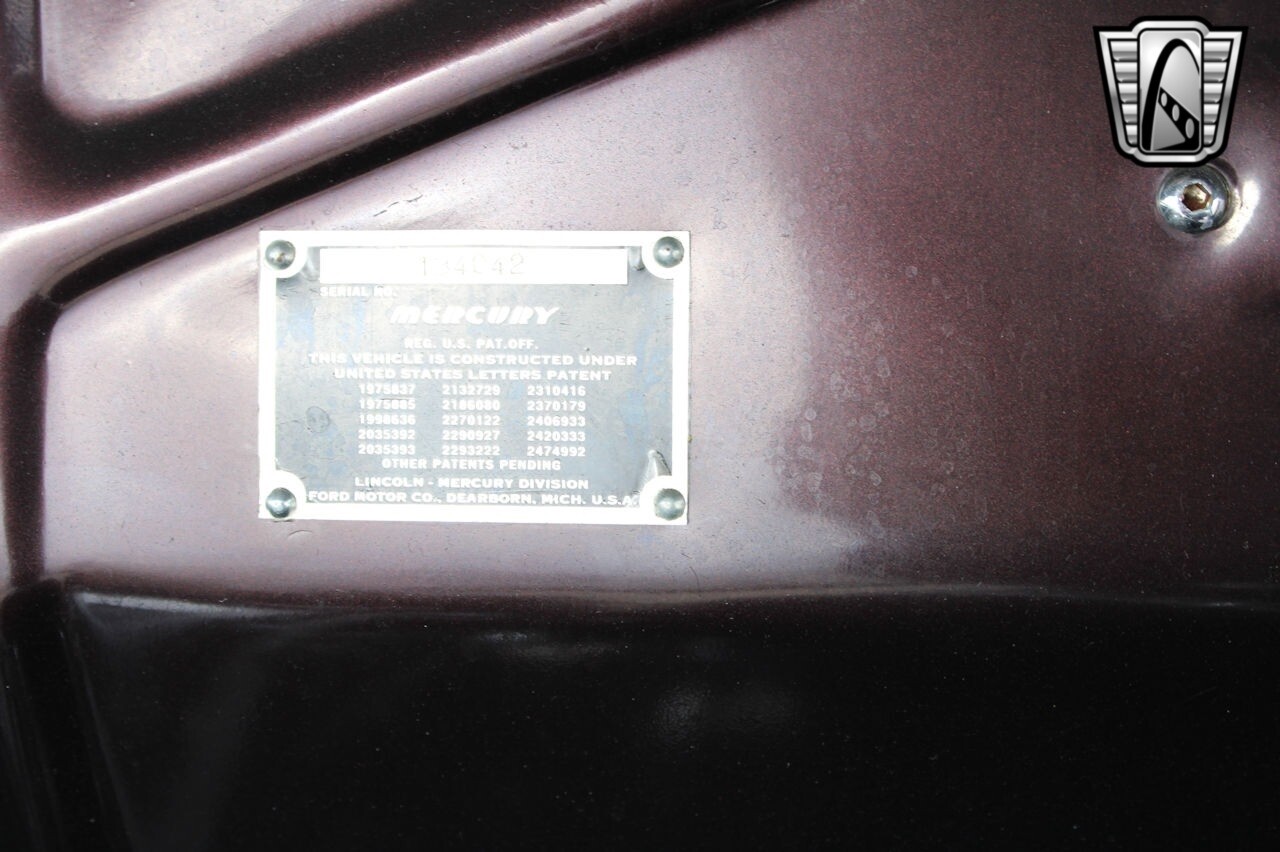 SERIAL NO.
MERCURY
REG. U.S. PAT. OFF.
THIS VEHICLE IS CONSTRUCTED UNDER
UNITED STATES LETTERS PATENT
1975837 2132729 2310416
1975885 2186080 2370179
1998636 2270122 2406933
2035392 2290927 2420333
2035393 2293222 2474992
OTHER PATENTS PENDING
LINCOLN - MERCURY DIVISION
FORD MOTOR CO., DEARBORN, MICH. U.S.A.